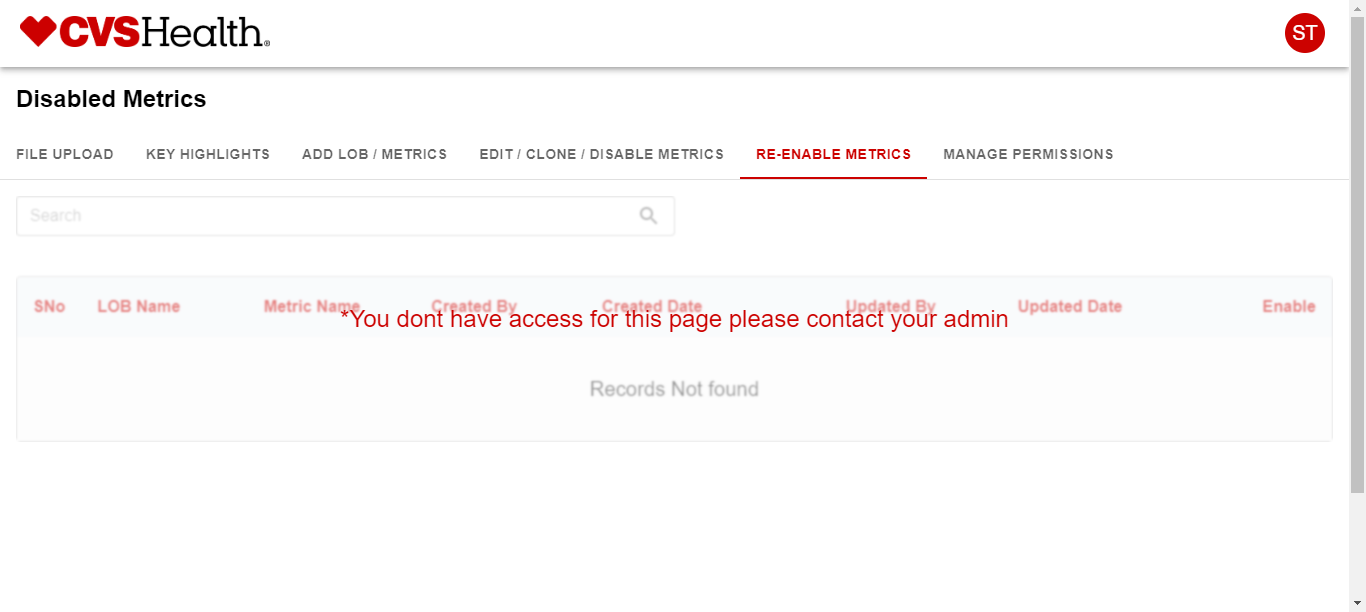 CVSHealth®
ST
Disabled Metrics
FILE UPLOAD KEY HIGHLIGHTS ADD LOB / METRICS EDIT / CLONE / DISABLE METRICS RE-ENABLE METRICS MANAGE PERMISSIONS
Search
SNo LOB Name Metric Name Created By Created Date Updated By Updated Date Enable
*You dont have access for this page please contact your admin
Records Not found